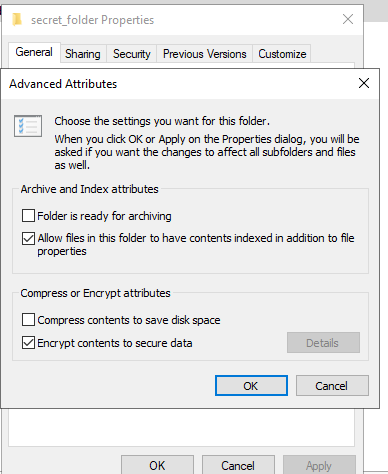 secret_folder Properties
General Sharing Security Previous Versions Customize
Advanced Attributes
Choose the settings you want for this folder.
When you click OK or Apply on the Properties dialog, you will be
asked if you want the changes to affect all subfolders and files
as well.
Archive and Index attributes
Folder is ready for archiving
Allow files in this folder to have contents indexed in addition to file
properties
Compress or Encrypt attributes
Compress contents to save disk space
Encrypt contents to secure data Details
OK Cancel
OK Cancel Apply